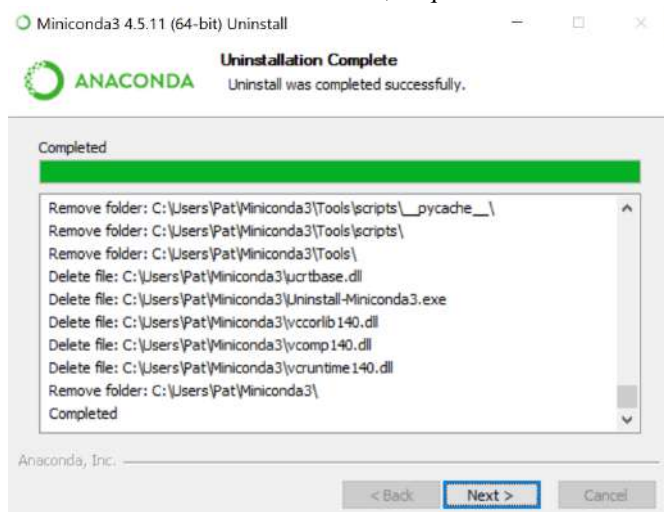 Miniconda3 4.5.11 (64-bit) Uninstall
ANACONDA
Uninstallation Complete
Uninstall was completed successfully.
Completed
Remove folder: C:\Users\Pat\Miniconda3\Tools\scripts\__pycache__\
Remove folder: C:\Users\Pat\Miniconda3\Tools\scripts\
Remove folder: C:\Users\Pat\Miniconda3\Tools\
Delete file: C:\Users\Pat\Miniconda3\ucrtbase.dll
Delete file: C:\Users\Pat\Miniconda3\Uninstall-Miniconda3.exe
Delete file: C:\Users\Pat\Miniconda3\vccorlib140.dll
Delete file: C:\Users\Pat\Miniconda3\vcomp140.dll
Delete file: C:\Users\Pat\Miniconda3\vcruntime140.dll
Remove folder: C:\Users\Pat\Miniconda3\
Completed
Anaconda, Inc.
< Back Next > Cancel